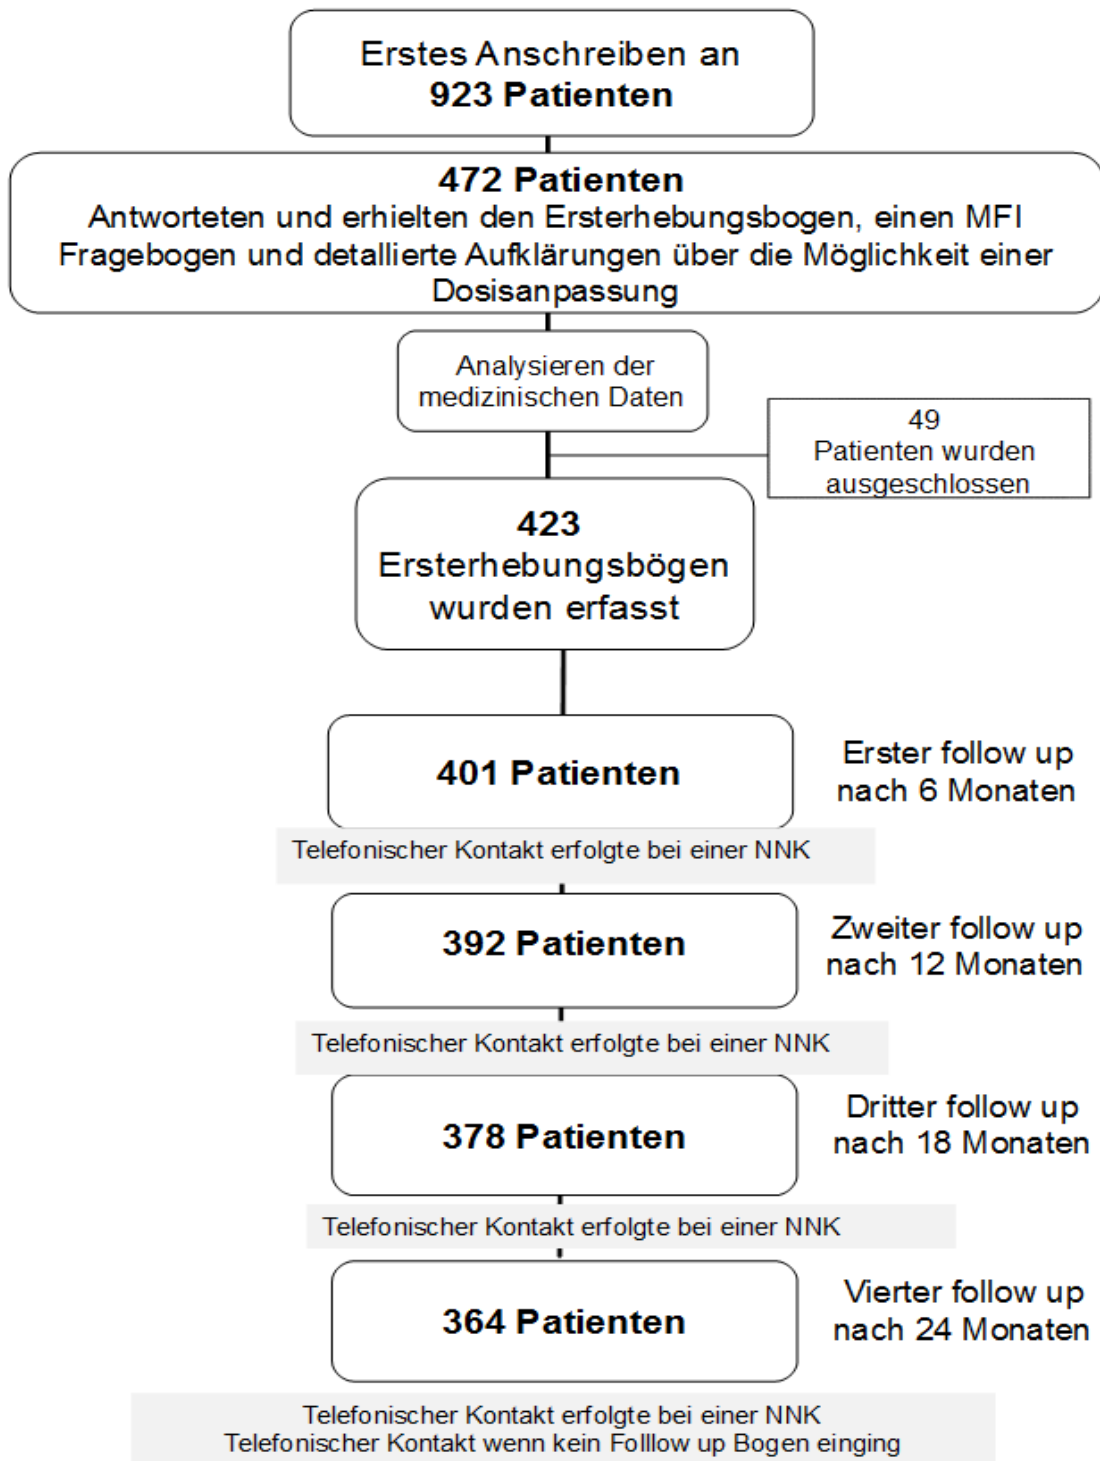 Erstes Anschreiben an
923 Patienten
472 Patienten
Antworteten und erhielten den Ersterhebungsbogen, einen MFI
Fragebogen und detallierte Aufklärungen über die Möglichkeit einer
Dosisanpassung
Analysieren der
medizinischen Daten
49
Patienten wurden
ausgeschlossen
423
Ersterhebungsbögen
wurden erfasst
401 Patienten
Erster follow up
nach 6 Monaten
Telefonischer Kontakt erfolgte bei einer NNK
392 Patienten
Zweiter follow up
nach 12 Monaten
Telefonischer Kontakt erfolgte bei einer NNK
378 Patienten
Dritter follow up
nach 18 Monaten
Telefonischer Kontakt erfolgte bei einer NNK
364 Patienten
Vierter follow up
nach 24 Monaten
Telefonischer Kontakt erfolgte bei einer NNK
Telefonischer Kontakt wenn kein Folllow up Bogen einging